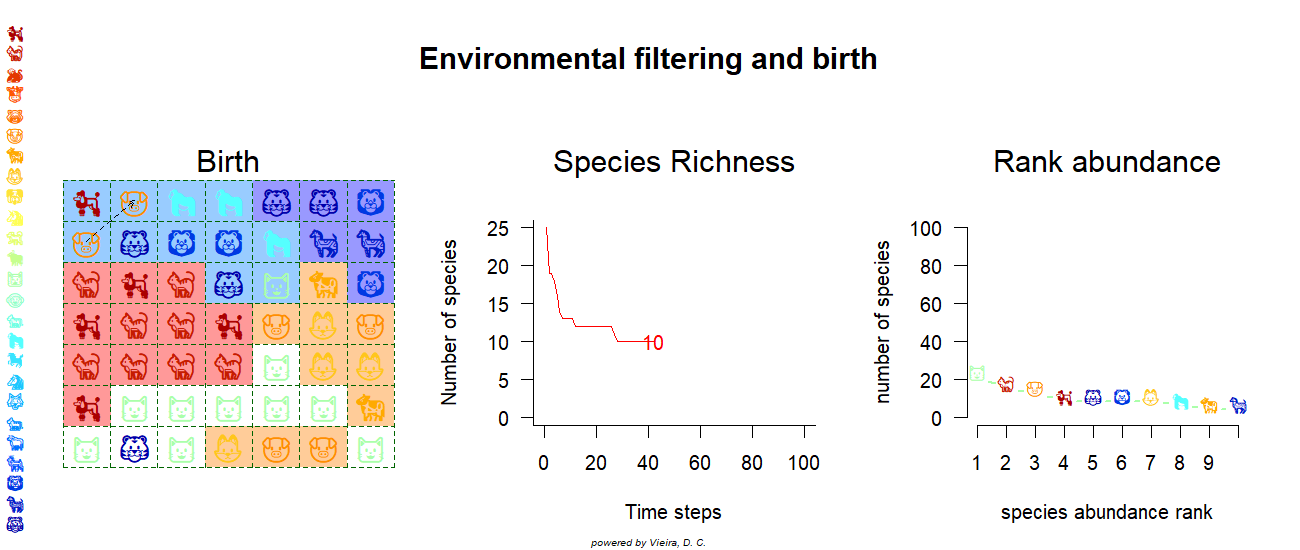 Environmental filtering and birth
Birth
Species Richness
Rank abundance
Number of species
25
20
15
10
5
0
10
0 20 40 60 80 100
Time steps
number of species
100
80
60
40
20
0
1 2 3 4 5 6 7 8 9
species abundance rank
powered by Vieira, D. C.